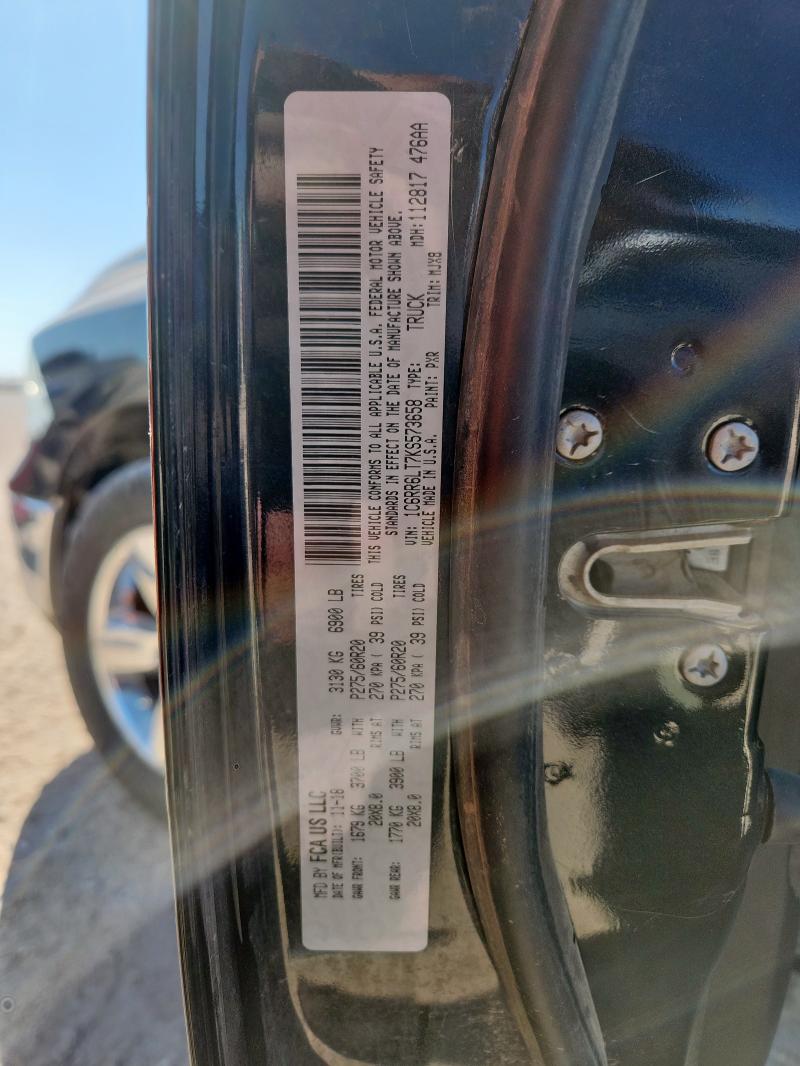 MFD BY FCA US LLC
DATE OF MFR(BUILT): 11-18 GVWR: 3130 KG 6900 LB
GAWR FRONT: 1679 KG 3700 LB WITH P275/60R20 TIRES
20X8.0 RIMS AT 270 KPA ( 39 PSI) COLD
GAWR REAR: 1770 KG 3900 LB WITH P275/60R20 TIRES
20X8.0 RIMS AT 270 KPA ( 39 PSI) COLD
THIS VEHICLE CONFORMS TO ALL APPLICABLE U.S.A. FEDERAL MOTOR VEHICLE SAFETY
STANDARDS IN EFFECT ON THE DATE OF MANUFACTURE SHOWN ABOVE.
VIN: 1C6RR6LT7KS573658 TYPE: TRUCK MDH: 112817 476AA
VEHICLE MADE IN U.S.A. PAINT: PXR TRIM: MJX8